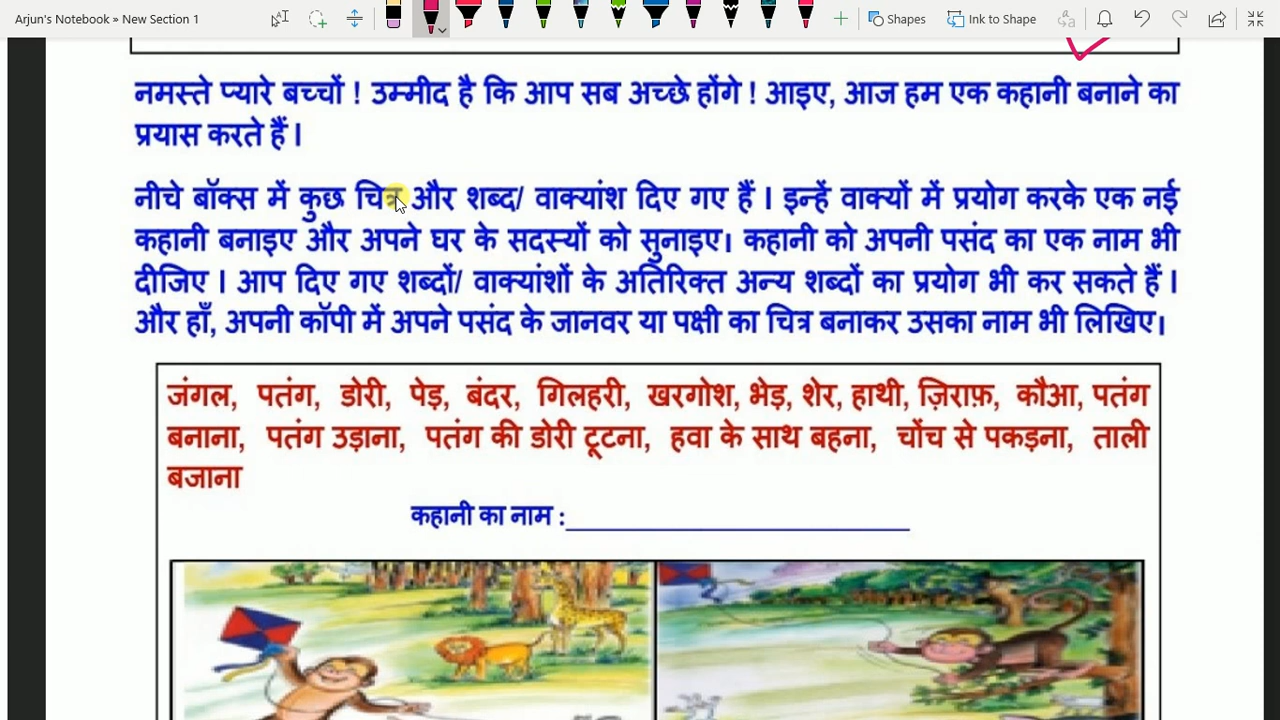 Arjun's Notebook » New Section 1
Shapes
Ink to Shape
नमस्ते प्यारे बच्चों ! उम्मीद है कि आप सब अच्छे होंगे ! आइए, आज हम एक कहानी बनाने का
प्रयास करते हैं ।
नीचे बॉक्स में कुछ चित्र और शब्द/ वाक्यांश दिए गए हैं । इन्हें वाक्यों में प्रयोग करके एक नई
कहानी बनाइए और अपने घर के सदस्यों को सुनाइए। कहानी को अपनी पसंद का एक नाम भी
दीजिए । आप दिए गए शब्दों/ वाक्यांशों के अतिरिक्त अन्य शब्दों का प्रयोग भी कर सकते हैं ।
और हाँ, अपनी कॉपी में अपने पसंद के जानवर या पक्षी का चित्र बनाकर उसका नाम भी लिखिए।
जंगल, पतंग, डोरी, पेड़, बंदर, गिलहरी, खरगोश, भेड़, शेर, हाथी, ज़िराफ़, कौआ, पतंग
बनाना, पतंग उड़ाना, पतंग की डोरी टूटना, हवा के साथ बहना, चोंच से पकड़ना, ताली
बजाना
कहानी का नाम :__________________________